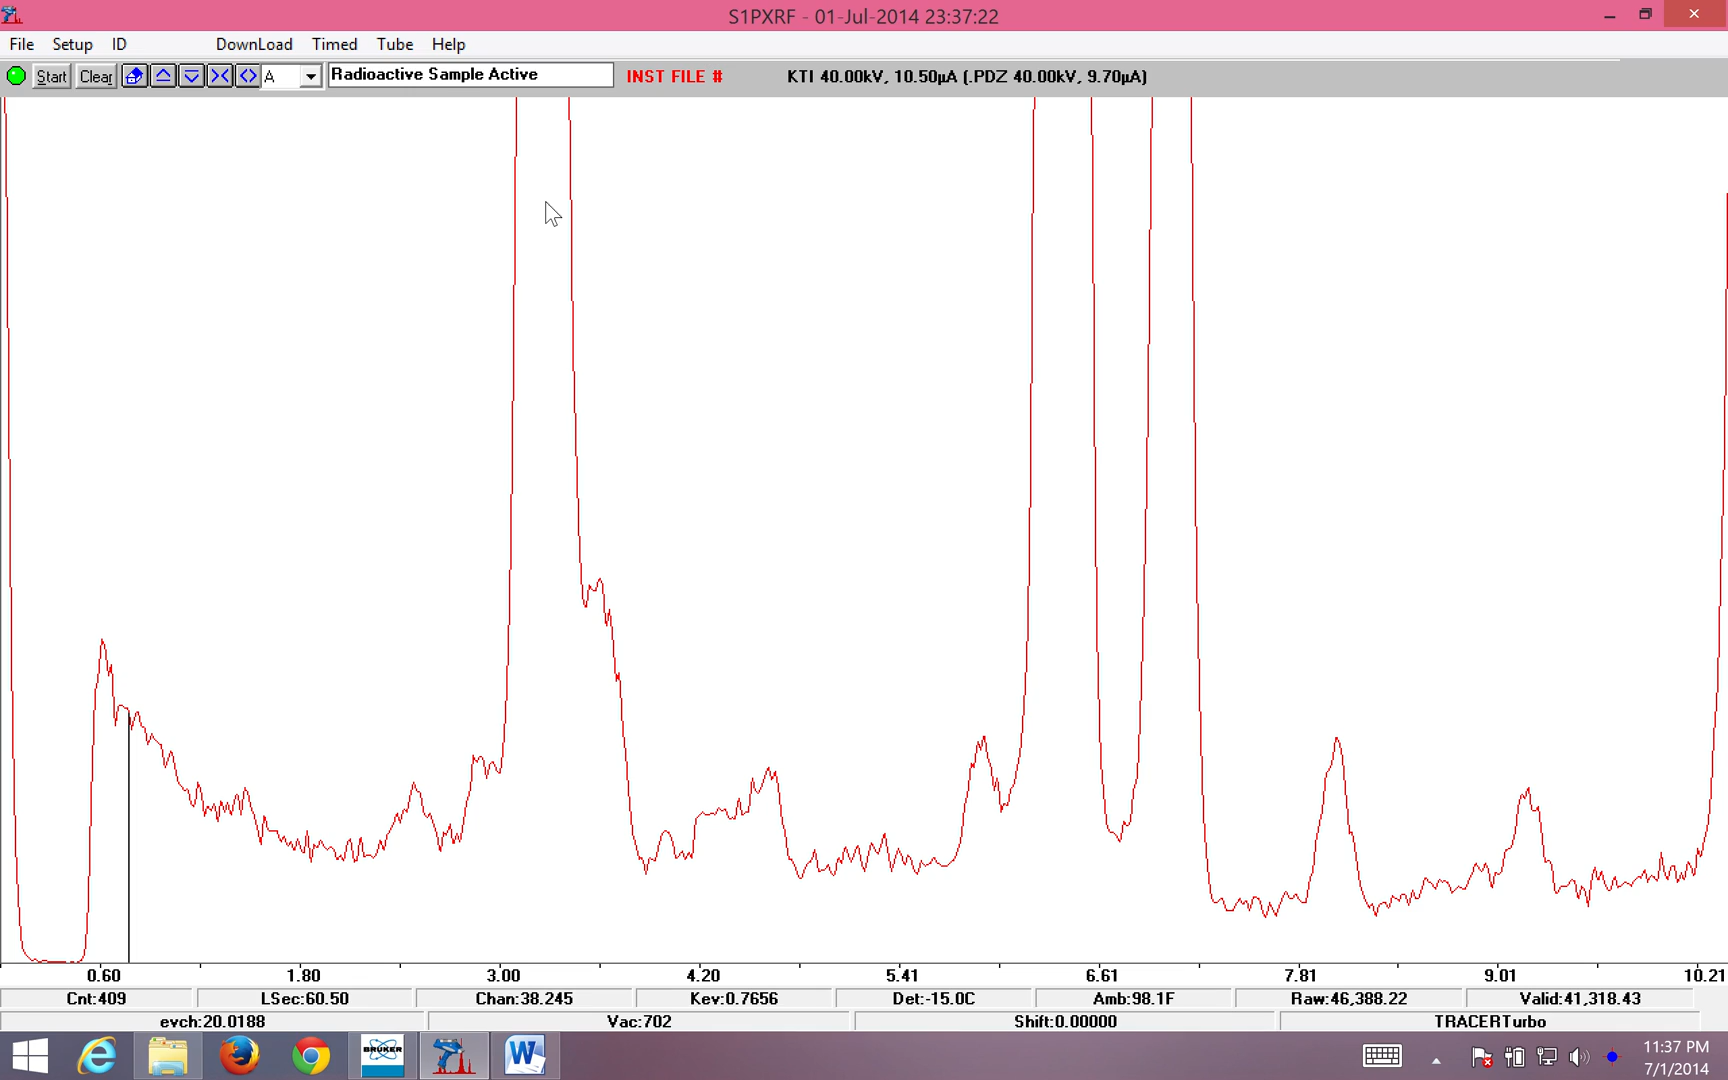 S1PXRF - 01-Jul-2014 23:37:22
File Setup ID DownLoad Timed Tube Help
Start Clear A Radioactive Sample Active INST FILE # KTI 40.00kV, 10.50µA (.PDZ 40.00kV, 9.70µA)
0.60 1.80 3.00 4.20 5.41 6.61 7.81 9.01 10.21
Cnt:409 LSec:60.50 Chan:38.245 Kev:0.7656 Det:-15.0C Amb:98.1F Raw:46,388.22 Valid:41,318.43
evch:20.0188 Vac:702 Shift:0.00000 TRACERTurbo
BRUKER
11:37 PM
7/1/2014